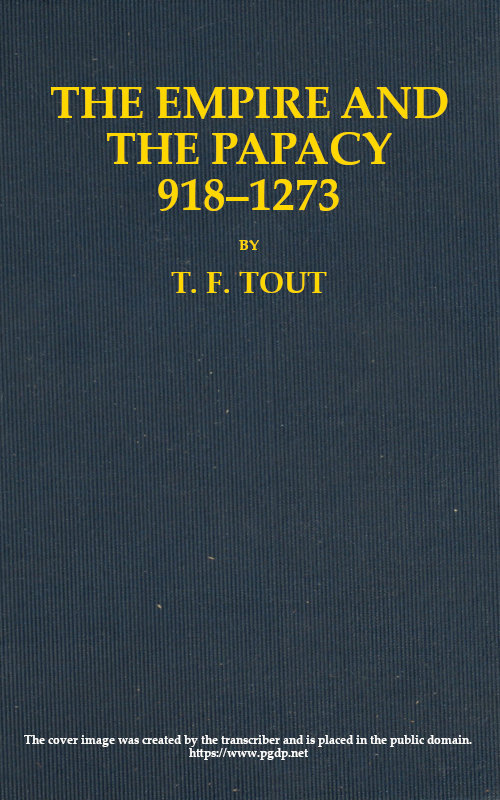 THE EMPIRE AND
THE PAPACY
918–1273
BY
T. F. TOUT
The cover image was created by the transcriber and is placed in the public domain.
https://www.pgdp.net